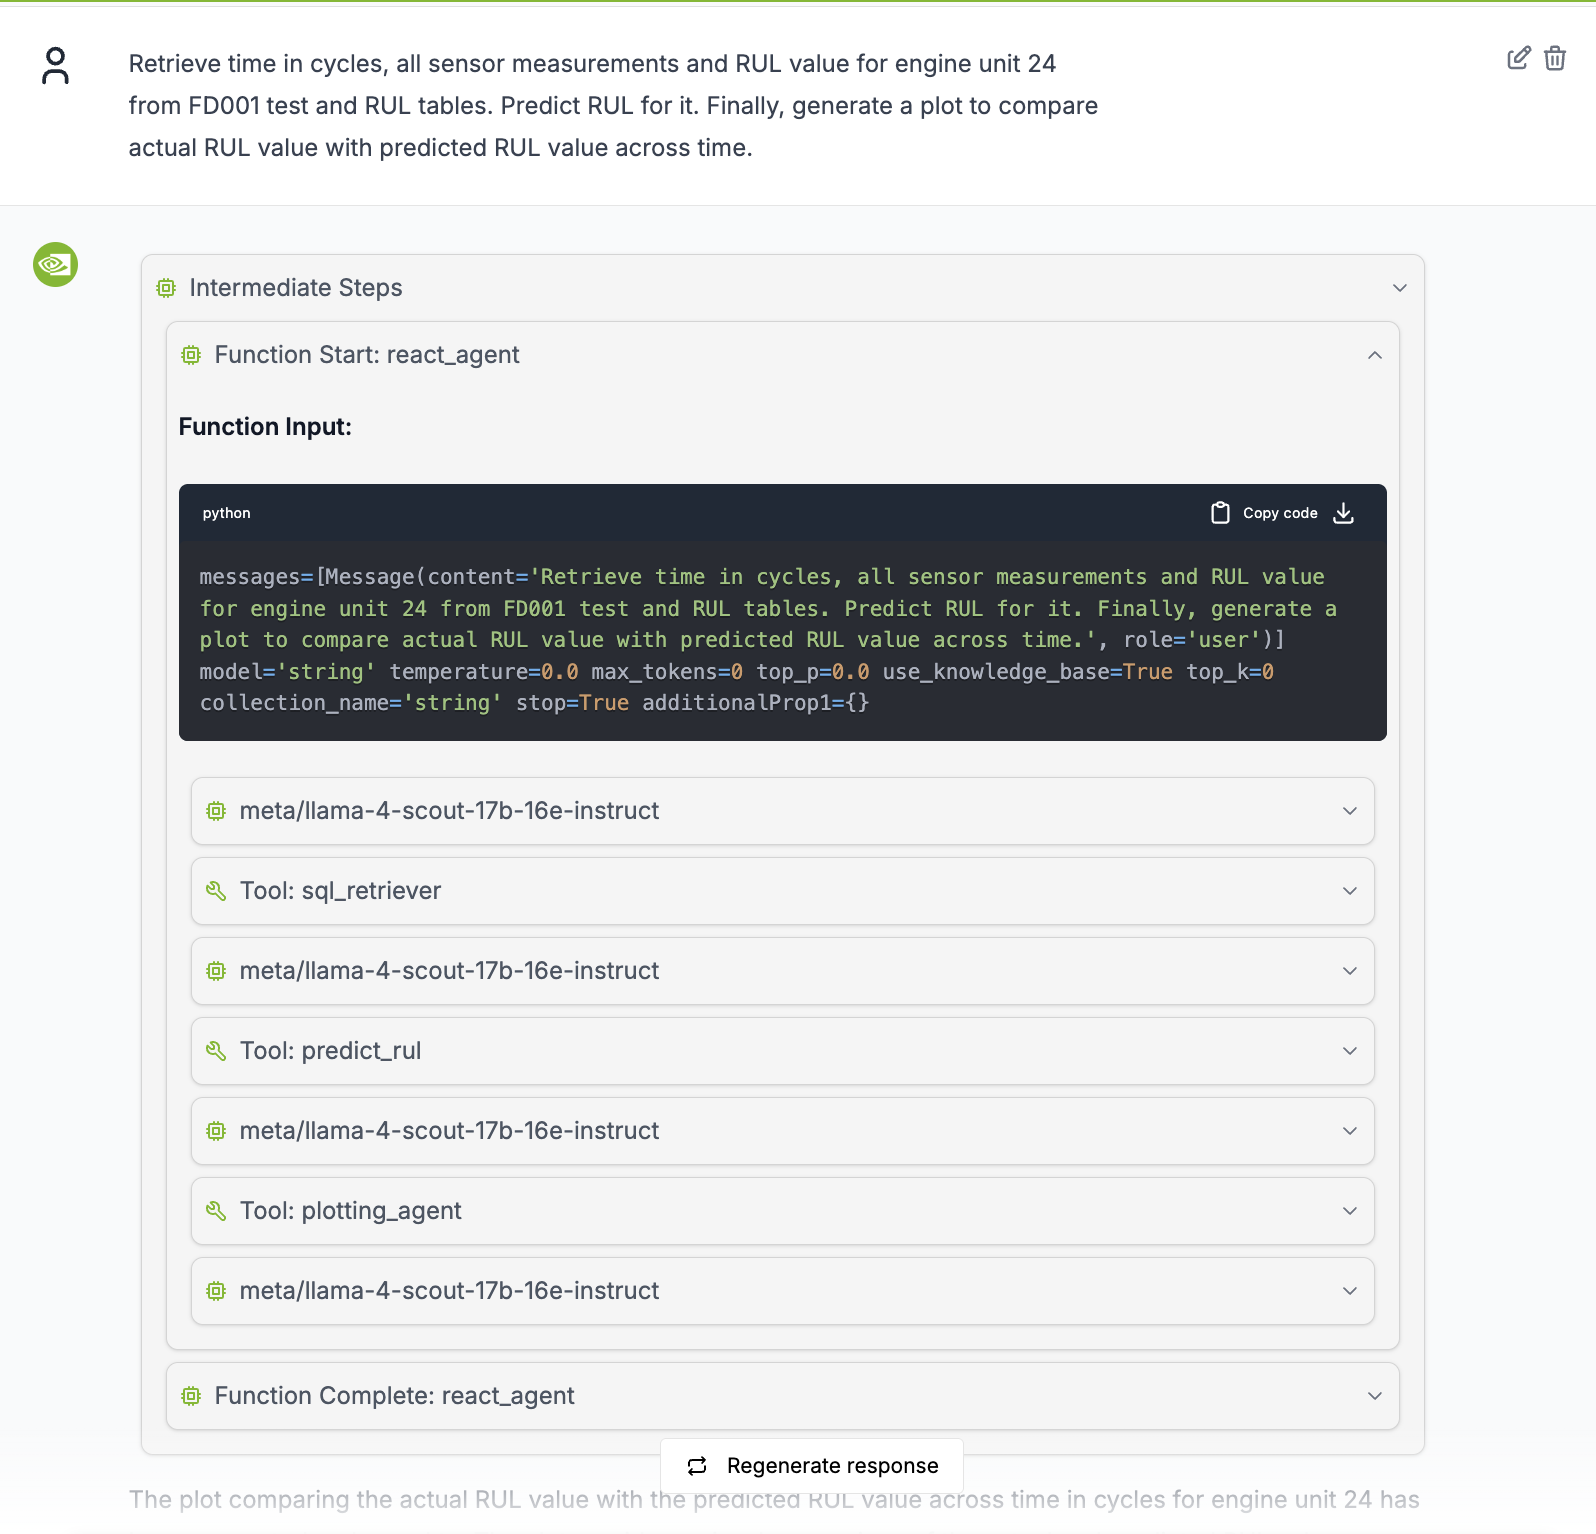 Retrieve time in cycles, all sensor measurements and RUL value for engine unit 24
from FD001 test and RUL tables. Predict RUL for it. Finally, generate a plot to compare
actual RUL value with predicted RUL value across time.
Intermediate Steps
Function Start: react_agent
Function Input:
python
Copy code
messages=[Message(content='Retrieve time in cycles, all sensor measurements and RUL value
for engine unit 24 from FD001 test and RUL tables. Predict RUL for it. Finally, generate a
plot to compare actual RUL value with predicted RUL value across time.', role='user')]
model='string' temperature=0.0 max_tokens=0 top_p=0.0 use_knowledge_base=True top_k=0
collection_name='string' stop=True additionalProp1={}
meta/llama-4-scout-17b-16e-instruct
Tool: sql_retriever
meta/llama-4-scout-17b-16e-instruct
Tool: predict_rul
meta/llama-4-scout-17b-16e-instruct
Tool: plotting_agent
meta/llama-4-scout-17b-16e-instruct
Function Complete: react_agent
Regenerate response
The plot comparing the actual RUL value with the predicted RUL value across time in cycles for engine unit 24 has